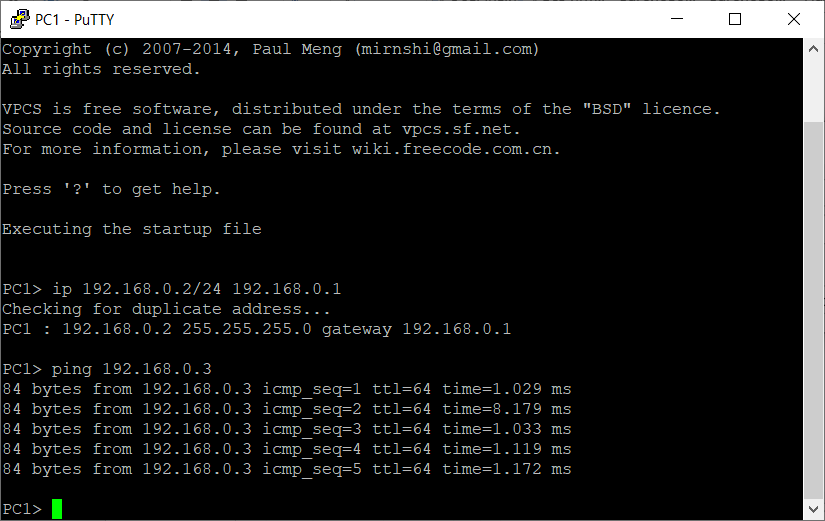 PC1 - PuTTY
Copyright (c) 2007-2014, Paul Meng (mirnshi@gmail.com)
All rights reserved.
VPCS is free software, distributed under the terms of the "BSD" licence.
Source code and license can be found at vpcs.sf.net.
For more information, please visit wiki.freecode.com.cn.
Press '?' to get help.
Executing the startup file
PC1> ip 192.168.0.2/24 192.168.0.1
Checking for duplicate address...
PC1 : 192.168.0.2 255.255.255.0 gateway 192.168.0.1
PC1> ping 192.168.0.3
84 bytes from 192.168.0.3 icmp_seq=1 ttl=64 time=1.029 ms
84 bytes from 192.168.0.3 icmp_seq=2 ttl=64 time=8.179 ms
84 bytes from 192.168.0.3 icmp_seq=3 ttl=64 time=1.033 ms
84 bytes from 192.168.0.3 icmp_seq=4 ttl=64 time=1.119 ms
84 bytes from 192.168.0.3 icmp_seq=5 ttl=64 time=1.172 ms
PC1>